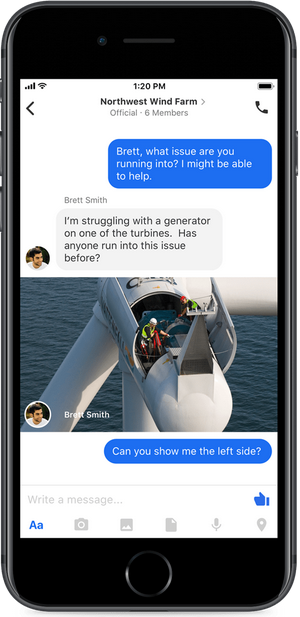 1:20 PM
Northwest Wind Farm
Official · 6 Members
Brett, what issue are you
running into? I might be able
to help.
Brett Smith
I'm struggling with a generator
on one of the turbines.  Has
anyone run into this issue
before?
Brett Smith
Can you show me the left side?
Write a message...
Aa